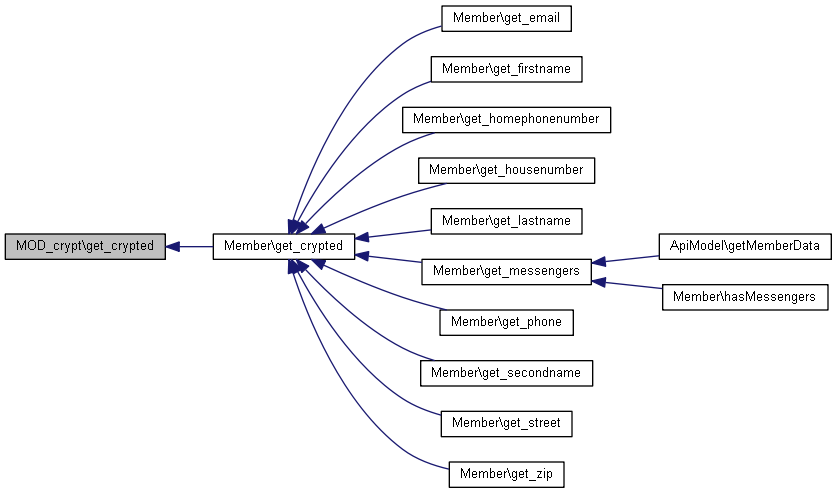 Member\get_email
Member\get_firstname
Member\get_homephonenumber
Member\get_housenumber
Member\get_lastname
MOD_crypt\get_crypted
Member\get_crypted
ApiModel\getMemberData
Member\get_messengers
Member\hasMessengers
Member\get_phone
Member\get_secondname
Member\get_street
Member\get_zip